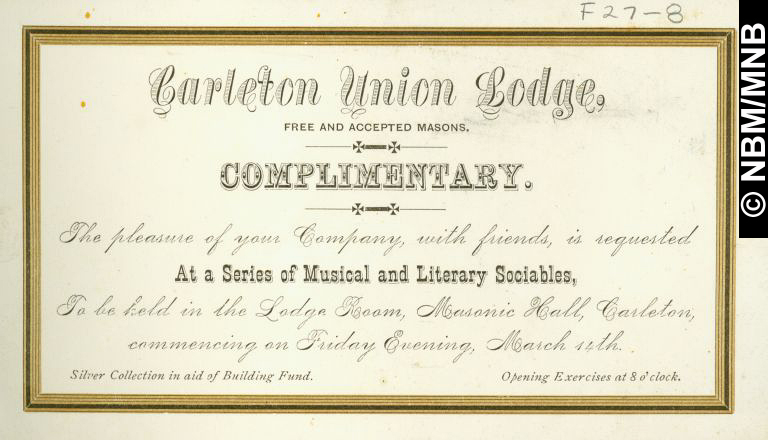 F27-8
Carleton Union Lodge,
FREE AND ACCEPTED MASONS.
COMPLIMENTARY.
The pleasure of your Company, with friends, is requested
At a Series of Musical and Literary Sociables,
To be held in the Lodge Room, Masonic Hall, Carleton,
commencing on Friday Evening, March 14th.
Silver Collection in aid of Building Fund.
Opening Exercises at 8 o'clock.
© NBM/MNB